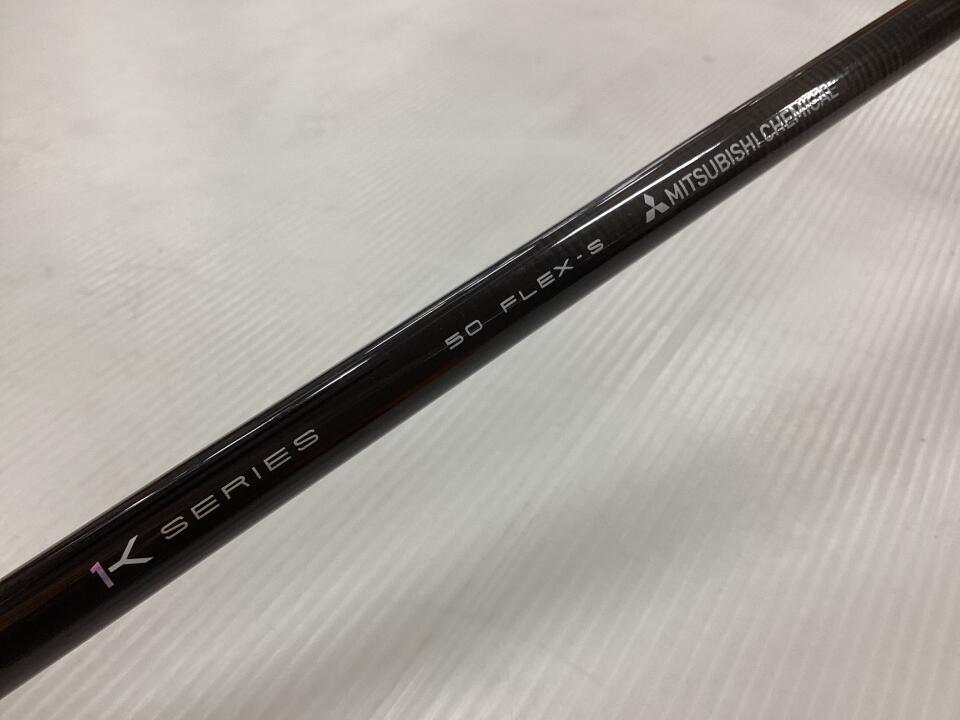 1K SERIES
50 FLEX-S
MITSUBISHI CHEMICAL